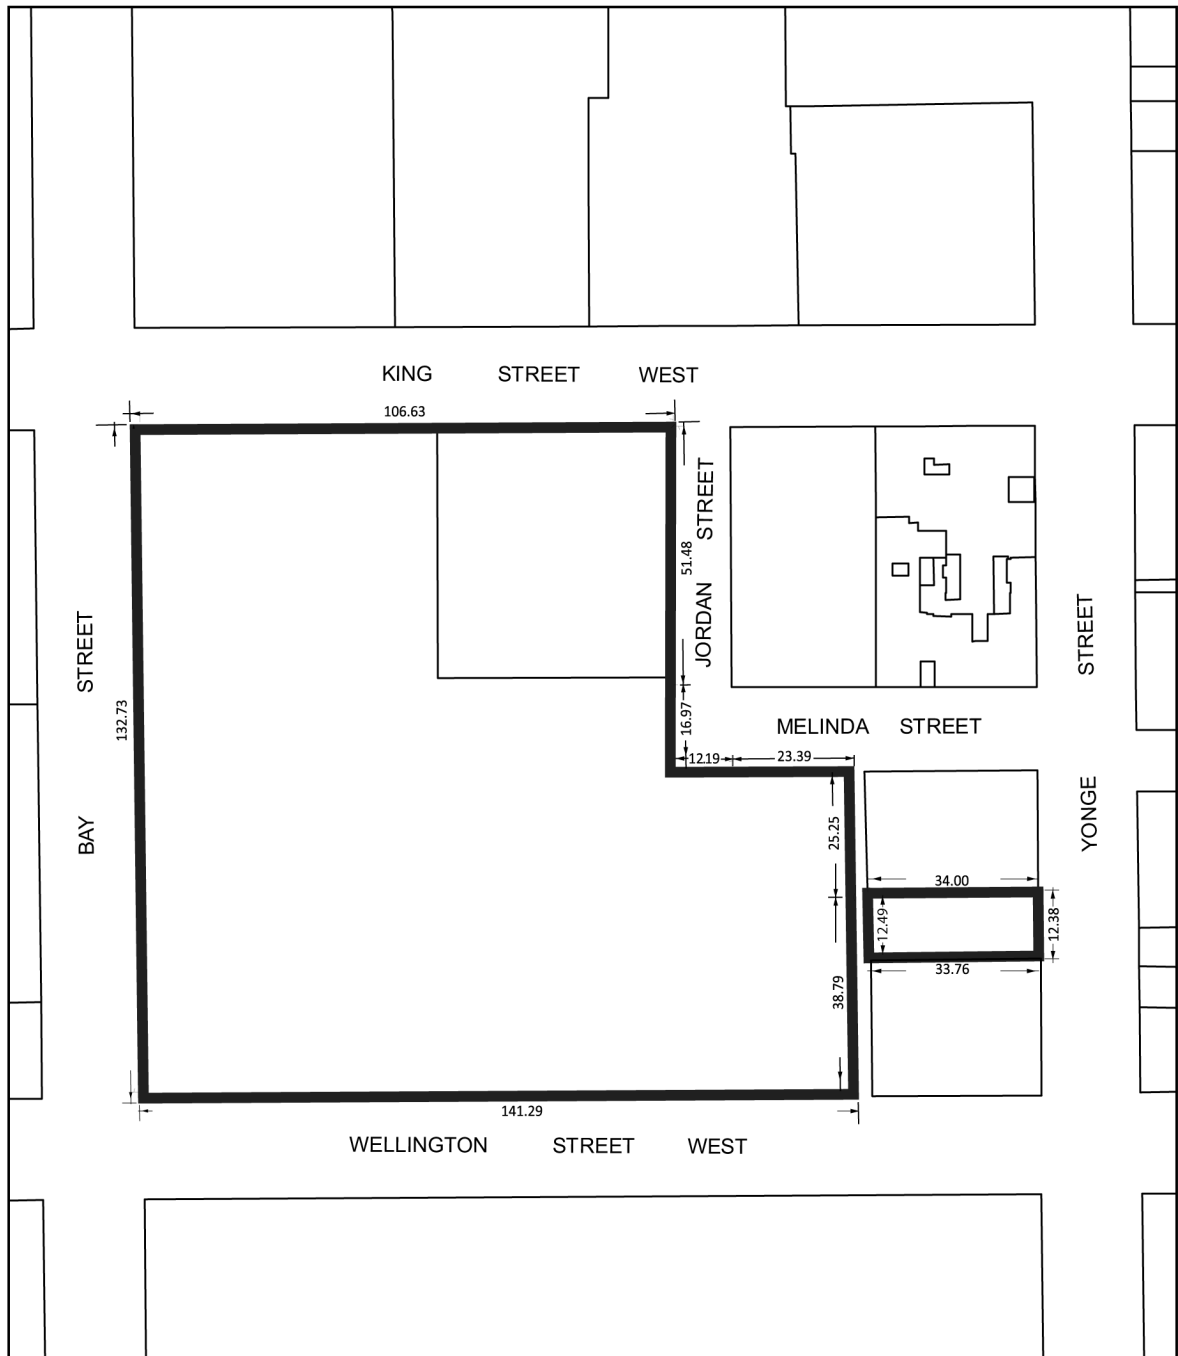 KING STREET WEST
106.63
JORDAN STREET
51.48
16.97
BAY STREET
132.73
MELINDA STREET
12.19
23.39
YONGE STREET
25.25
34.00
12.49
12.38
33.76
38.79
141.29
WELLINGTON STREET WEST